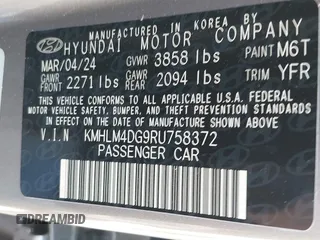 MANUFACTURED IN KOREA BY
HYUNDAI MOTOR COMPANY
MAR/04/24 GVWR 3858 lbs PAINT M6T
GAWR FRONT 2271 lbs GAWR REAR 2094 lbs TRIM YFR
THIS VEHICLE CONFORMS TO ALL APPLICABLE U.S.A. FEDERAL
MOTOR VEHICLE SAFETY, BUMPER, AND THEFT PREVENTION STANDARDS
IN EFFECT ON THE DATE OF MANUFACTURE SHOWN ABOVE.
V.I.N KMHLM4DG9RU758372
PASSENGER CAR
DREAMBID